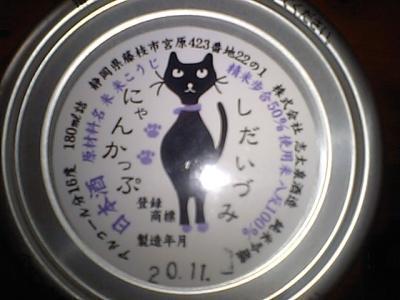 ください
静岡県藤枝市宮原423番地22の1
株式会社 志太泉酒造
純米吟醸
精米歩合50% 使用米 八反100%
原材料名 米 米こうじ
180ml詰
アルコール分16度
日本酒
しだいづみ
にゃんかっぷ
登録
商標
製造年月
20.11.